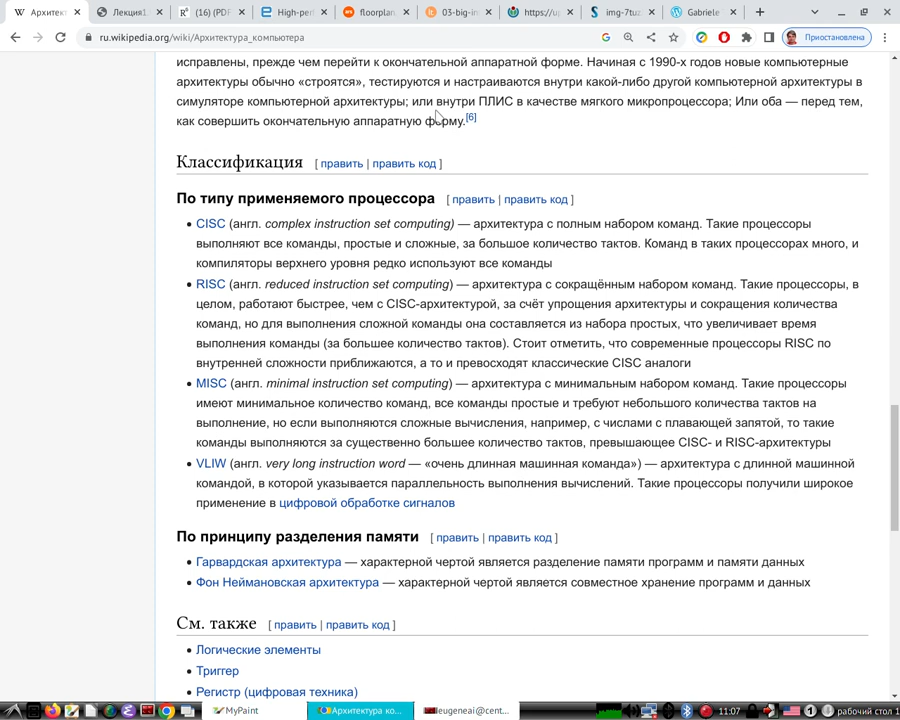 Архитект
Лекция1.
(16) (PDF
High-per
floorplan
03-big-in
https://u
img-7tuz
Gabriele
ru.wikipedia.org/wiki/Архитектура_компьютера
Приостановлена
исправлены, прежде чем перейти к окончательной аппаратной форме. Начиная с 1990-х годов новые компьютерные
архитектуры обычно «строятся», тестируются и настраиваются внутри какой-либо другой компьютерной архитектуры в
симуляторе компьютерной архитектуры; или внутри ПЛИС в качестве мягкого микропроцессора; Или оба — перед тем,
как совершить окончательную аппаратную форму.[6]
Классификация [ править | править код ]
По типу применяемого процессора [ править | править код ]
• CISC (англ. complex instruction set computing) — архитектура с полным набором команд. Такие процессоры
выполняют все команды, простые и сложные, за большое количество тактов. Команд в таких процессорах много, и
компиляторы верхнего уровня редко используют все команды
• RISC (англ. reduced instruction set computing) — архитектура с сокращённым набором команд. Такие процессоры, в
целом, работают быстрее, чем с CISC-архитектурой, за счёт упрощения архитектуры и сокращения количества
команд, но для выполнения сложной команды она составляется из набора простых, что увеличивает время
выполнения команды (за большее количество тактов). Стоит отметить, что современные процессоры RISC по
внутренней сложности приближаются, а то и превосходят классические CISC аналоги
• MISC (англ. minimal instruction set computing) — архитектура с минимальным набором команд. Такие процессоры
имеют минимальное количество команд, все команды простые и требуют небольшого количества тактов на
выполнение, но если выполняются сложные вычисления, например, с числами с плавающей запятой, то такие
команды выполняются за существенно большее количество тактов, превышающее CISC- и RISC-архитектуры
• VLIW (англ. very long instruction word — «очень длинная машинная команда») — архитектура с длинной машинной
командой, в которой указывается параллельность выполнения вычислений. Такие процессоры получили широкое
применение в цифровой обработке сигналов
По принципу разделения памяти [ править | править код ]
• Гарвардская архитектура — характерной чертой является разделение памяти программ и памяти данных
• Фон Неймановская архитектура — характерной чертой является совместное хранение программ и данных
См. также [ править | править код ]
• Логические элементы
• Триггер
• Регистр (цифровая техника)
MyPaint
Архитектура ко...
eugeneai@cent...
11:07
1
рабочий стол 1